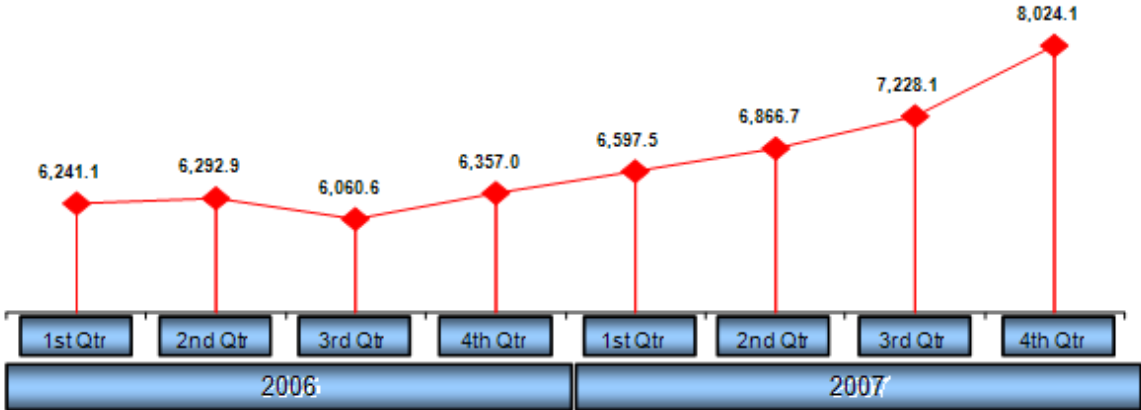 8,024.1
7,228.1
6,866.7
6,597.5
6,241.1 6,292.9 6,060.6 6,357.0
1st Qtr 2nd Qtr 3rd Qtr 4th Qtr 1st Qtr 2nd Qtr 3rd Qtr 4th Qtr
2006 2007